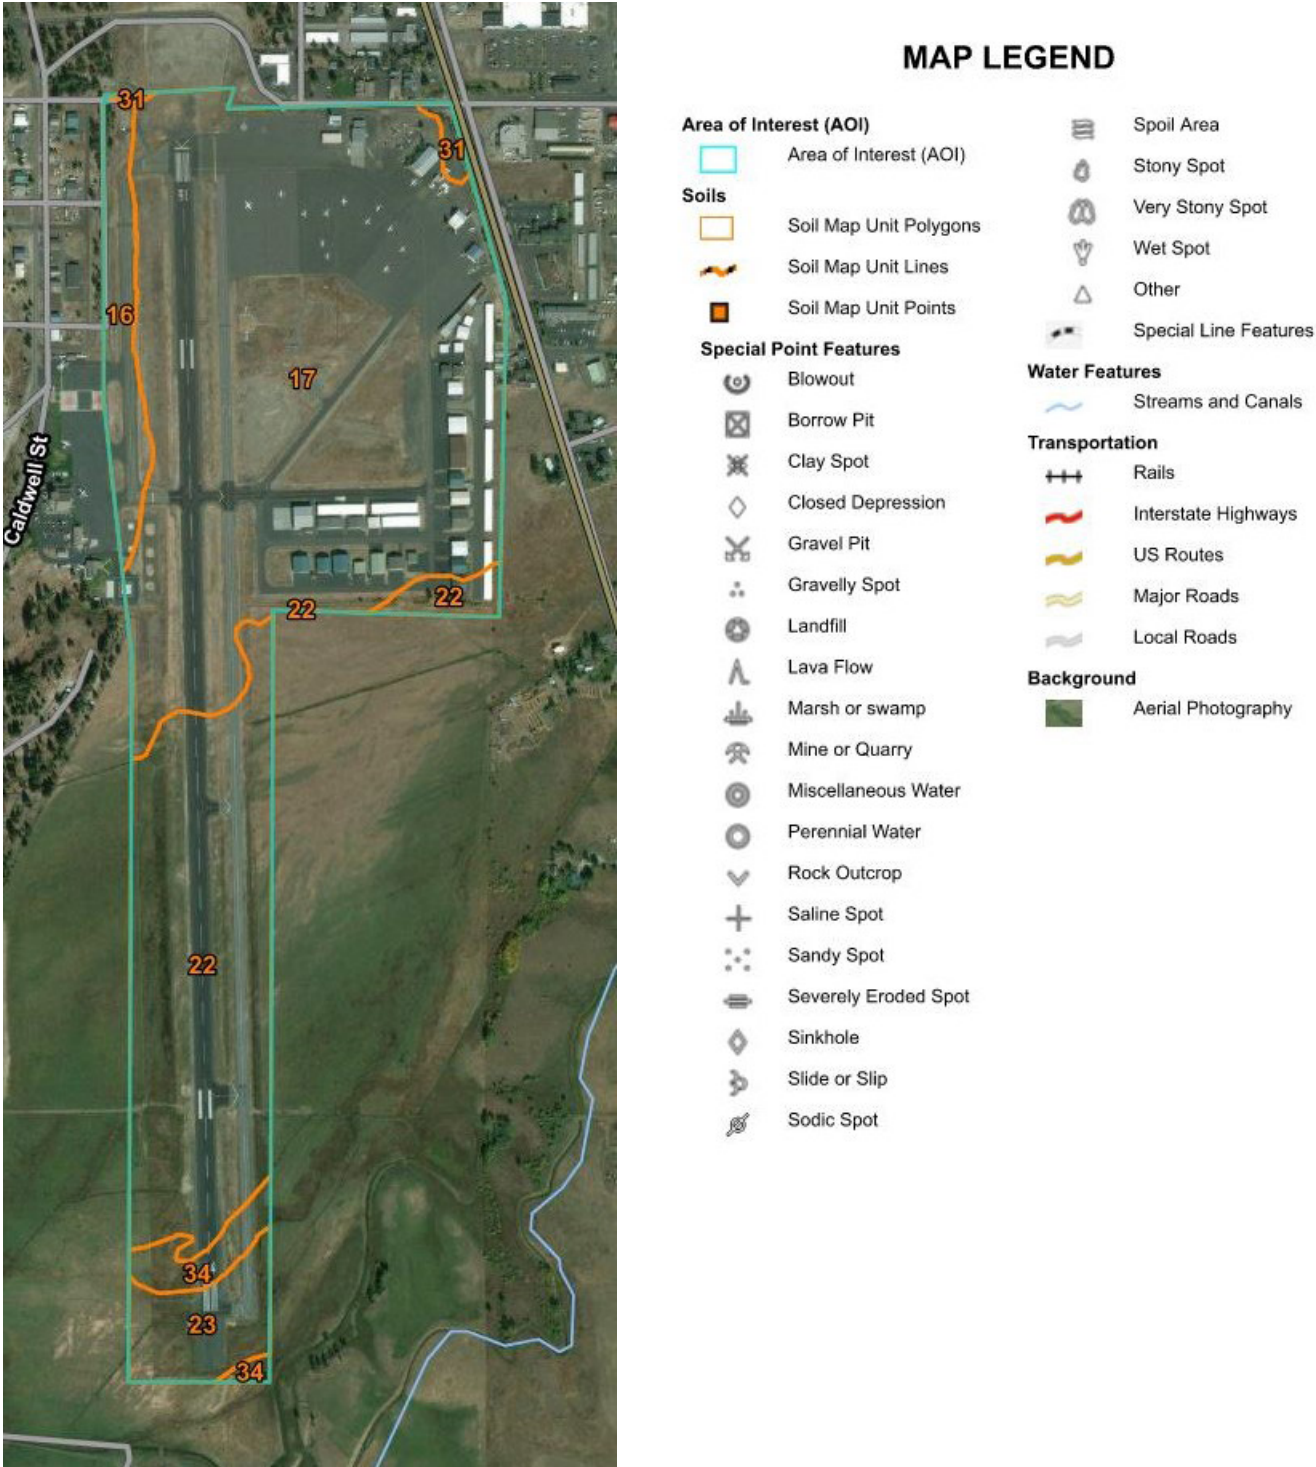 31
31
16
17
Caldwell St
22
22
22
34
23
34
MAP LEGEND
Area of Interest (AOI)
Area of Interest (AOI)
Soils
Soil Map Unit Polygons
Soil Map Unit Lines
Soil Map Unit Points
Special Point Features
Blowout
Borrow Pit
Clay Spot
Closed Depression
Gravel Pit
Gravelly Spot
Landfill
Lava Flow
Marsh or swamp
Mine or Quarry
Miscellaneous Water
Perennial Water
Rock Outcrop
Saline Spot
Sandy Spot
Severely Eroded Spot
Sinkhole
Slide or Slip
Sodic Spot
Spoil Area
Stony Spot
Very Stony Spot
Wet Spot
Other
Special Line Features
Water Features
Streams and Canals
Transportation
Rails
Interstate Highways
US Routes
Major Roads
Local Roads
Background
Aerial Photography